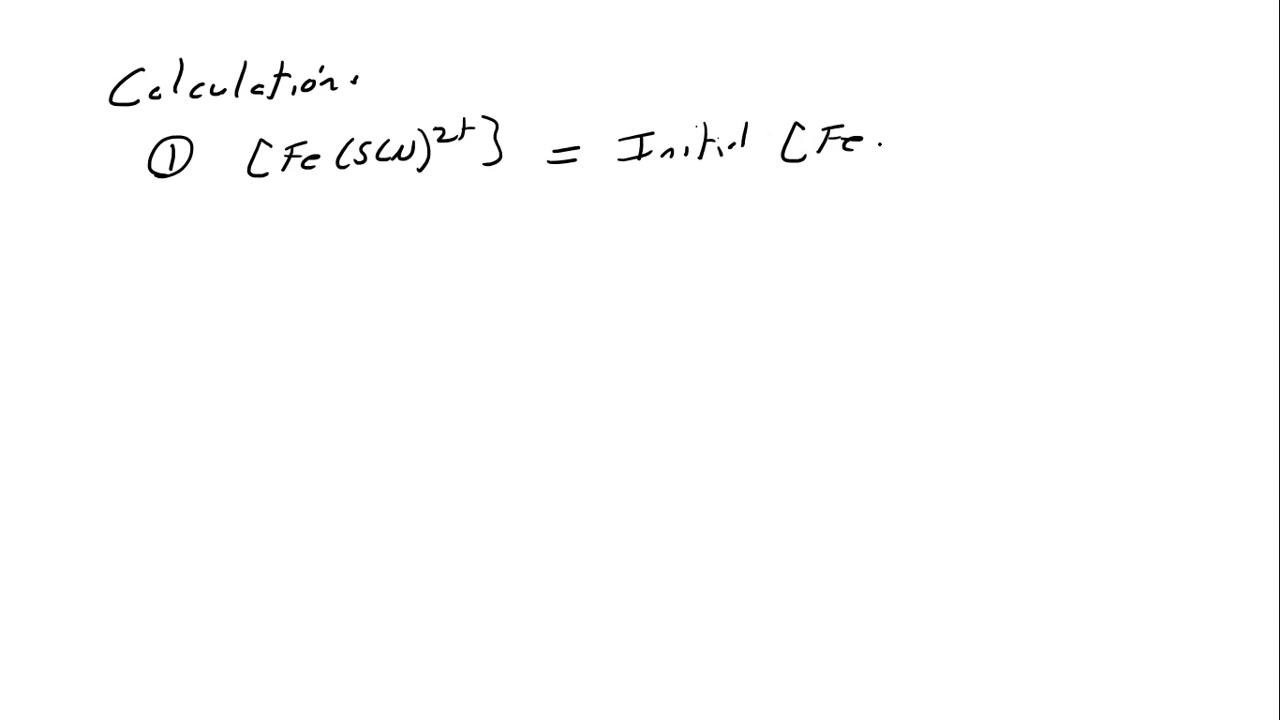 Calculation.
① [Fe(SCN)²⁺] = Initial [Fe.